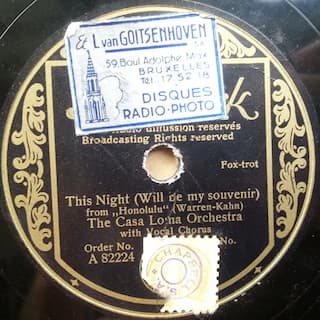 Ets L van GOITSENHOVEN
SA
59, Boul Adolphe Max
BRUXELLES
Tél. 17 52 18
DISQUES
RADIO-PHOTO
k
Radio diffusion reservés
Broadcasting Rights reserved
Fox-trot
This Night (Will be my souvenir)
from „Honolulu“ (Warren-Kahn)
The Casa Loma Orchestra
with Vocal Chorus
Order No.
No.
A 82224
CHAPPELL